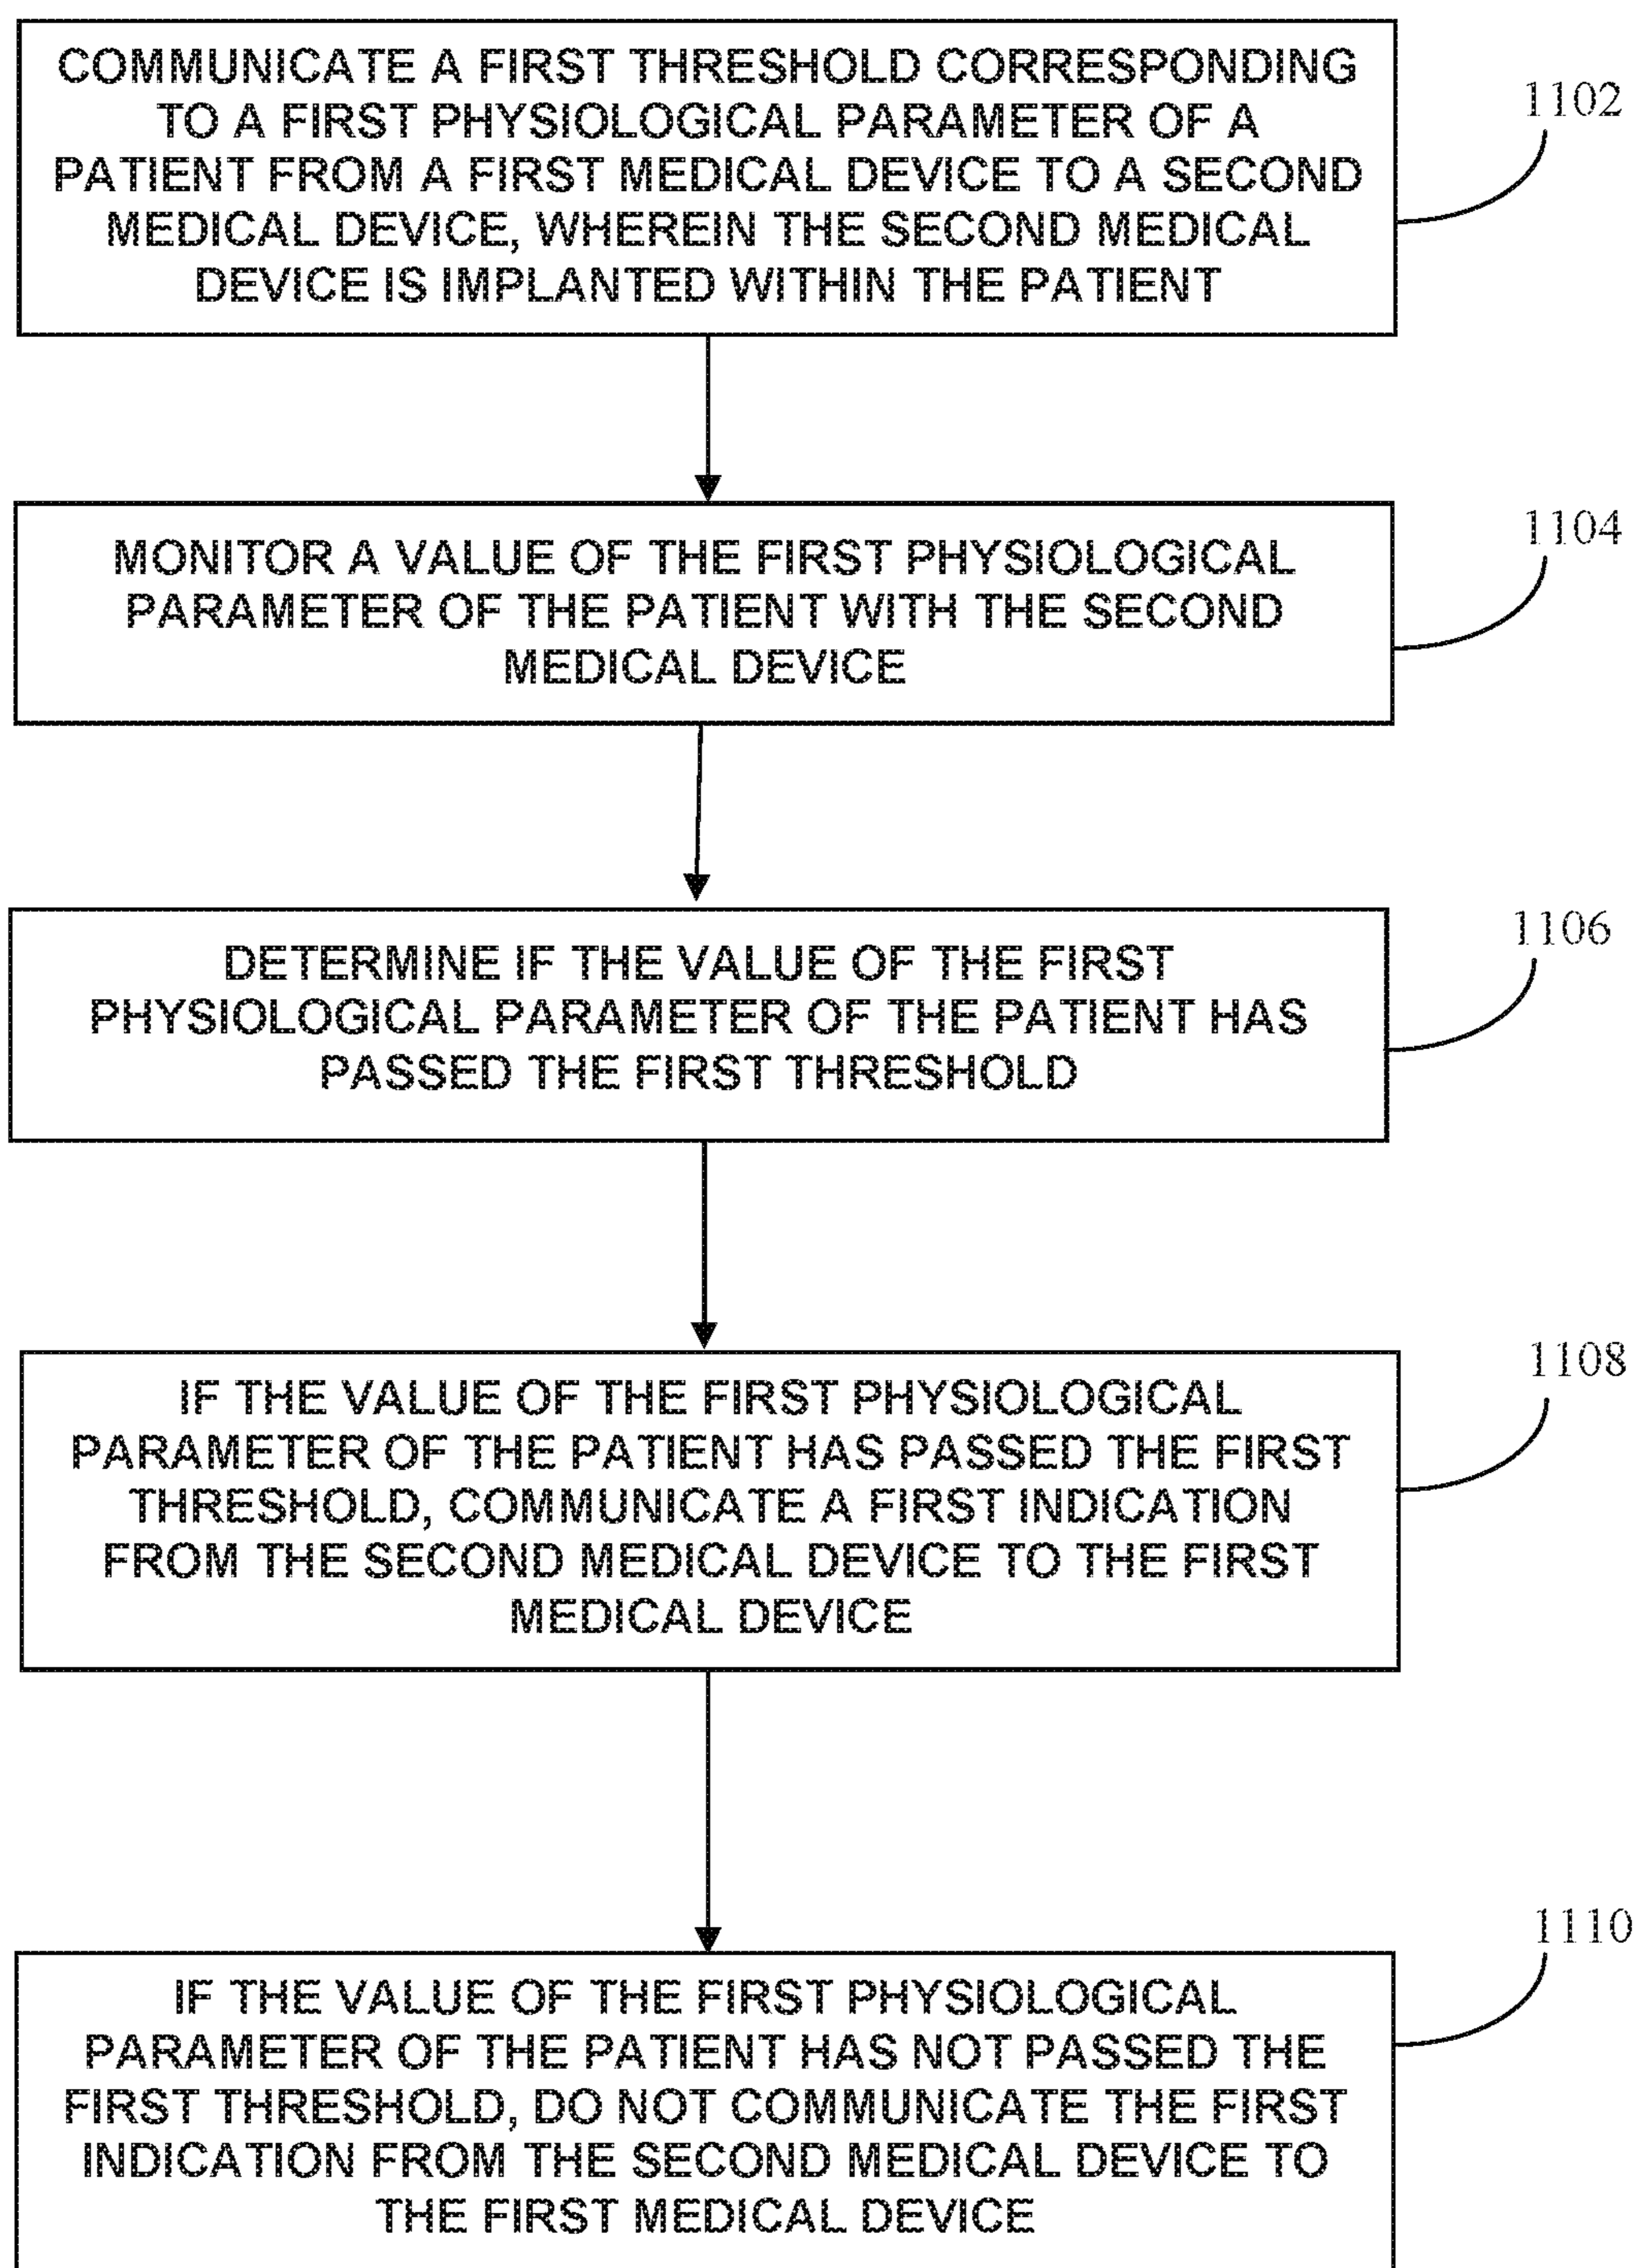 COMMUNICATE A FIRST THRESHOLD CORRESPONDING
TO A FIRST PHYSIOLOGICAL PARAMETER OF A
PATIENT FROM A FIRST MEDICAL DEVICE TO A SECOND
MEDICAL DEVICE, WHEREIN THE SECOND MEDICAL
DEVICE IS IMPLANTED WITHIN THE PATIENT
1102
MONITOR A VALUE OF THE FIRST PHYSIOLOGICAL
PARAMETER OF THE PATIENT WITH THE SECOND
MEDICAL DEVICE
1104
DETERMINE IF THE VALUE OF THE FIRST
PHYSIOLOGICAL PARAMETER OF THE PATIENT HAS
PASSED THE FIRST THRESHOLD
1106
IF THE VALUE OF THE FIRST PHYSIOLOGICAL
PARAMETER OF THE PATIENT HAS PASSED THE FIRST
THRESHOLD, COMMUNICATE A FIRST INDICATION
FROM THE SECOND MEDICAL DEVICE TO THE FIRST
MEDICAL DEVICE
1108
IF THE VALUE OF THE FIRST PHYSIOLOGICAL
PARAMETER OF THE PATIENT HAS NOT PASSED THE
FIRST THRESHOLD, DO NOT COMMUNICATE THE FIRST
INDICATION FROM THE SECOND MEDICAL DEVICE TO
THE FIRST MEDICAL DEVICE
1110